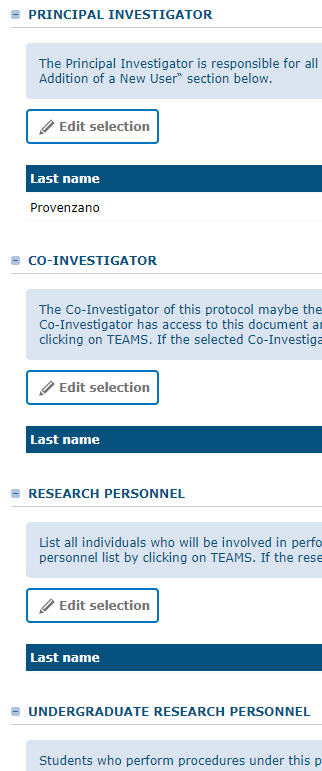 PRINCIPAL INVESTIGATOR
The Principal Investigator is responsible for all
Addition of a New User“ section below.
Edit selection
Last name
Provenzano
CO-INVESTIGATOR
The Co-Investigator of this protocol maybe the
Co-Investigator has access to this document a
clicking on TEAMS. If the selected Co-Investiga
Edit selection
Last name
RESEARCH PERSONNEL
List all individuals who will be involved in perfo
personnel list by clicking on TEAMS. If the rese
Edit selection
Last name
UNDERGRADUATE RESEARCH PERSONNEL
Students who perform procedures under this p